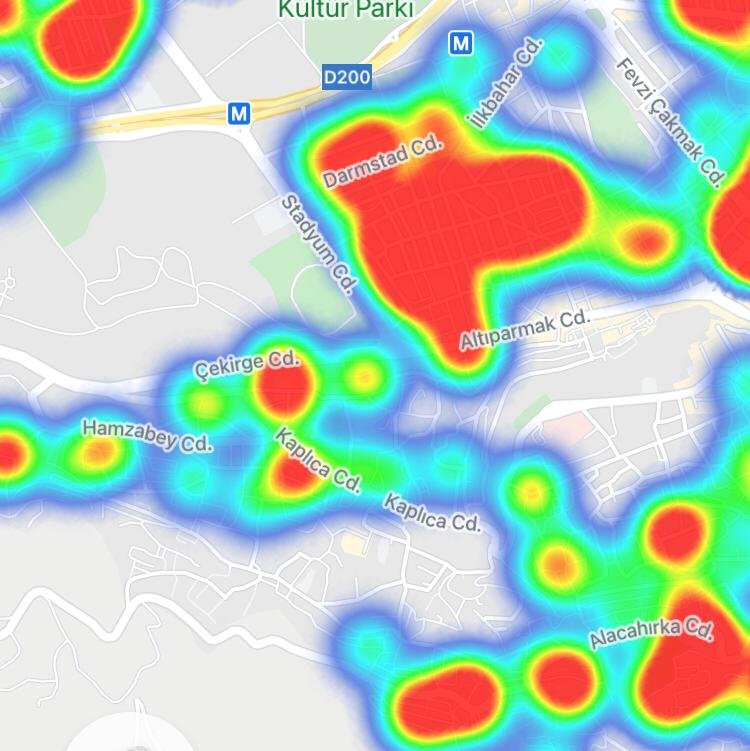 Kültür Parkı
M
İlkbahar Cd.
D200
Fevzi Çakmak Cd.
M
Darmstad Cd.
Stadyum Cd.
Altıparmak Cd.
Çekirge Cd.
Hamzabey Cd.
Kaplıca Cd.
Kaplıca Cd.
Alacahırka Cd.